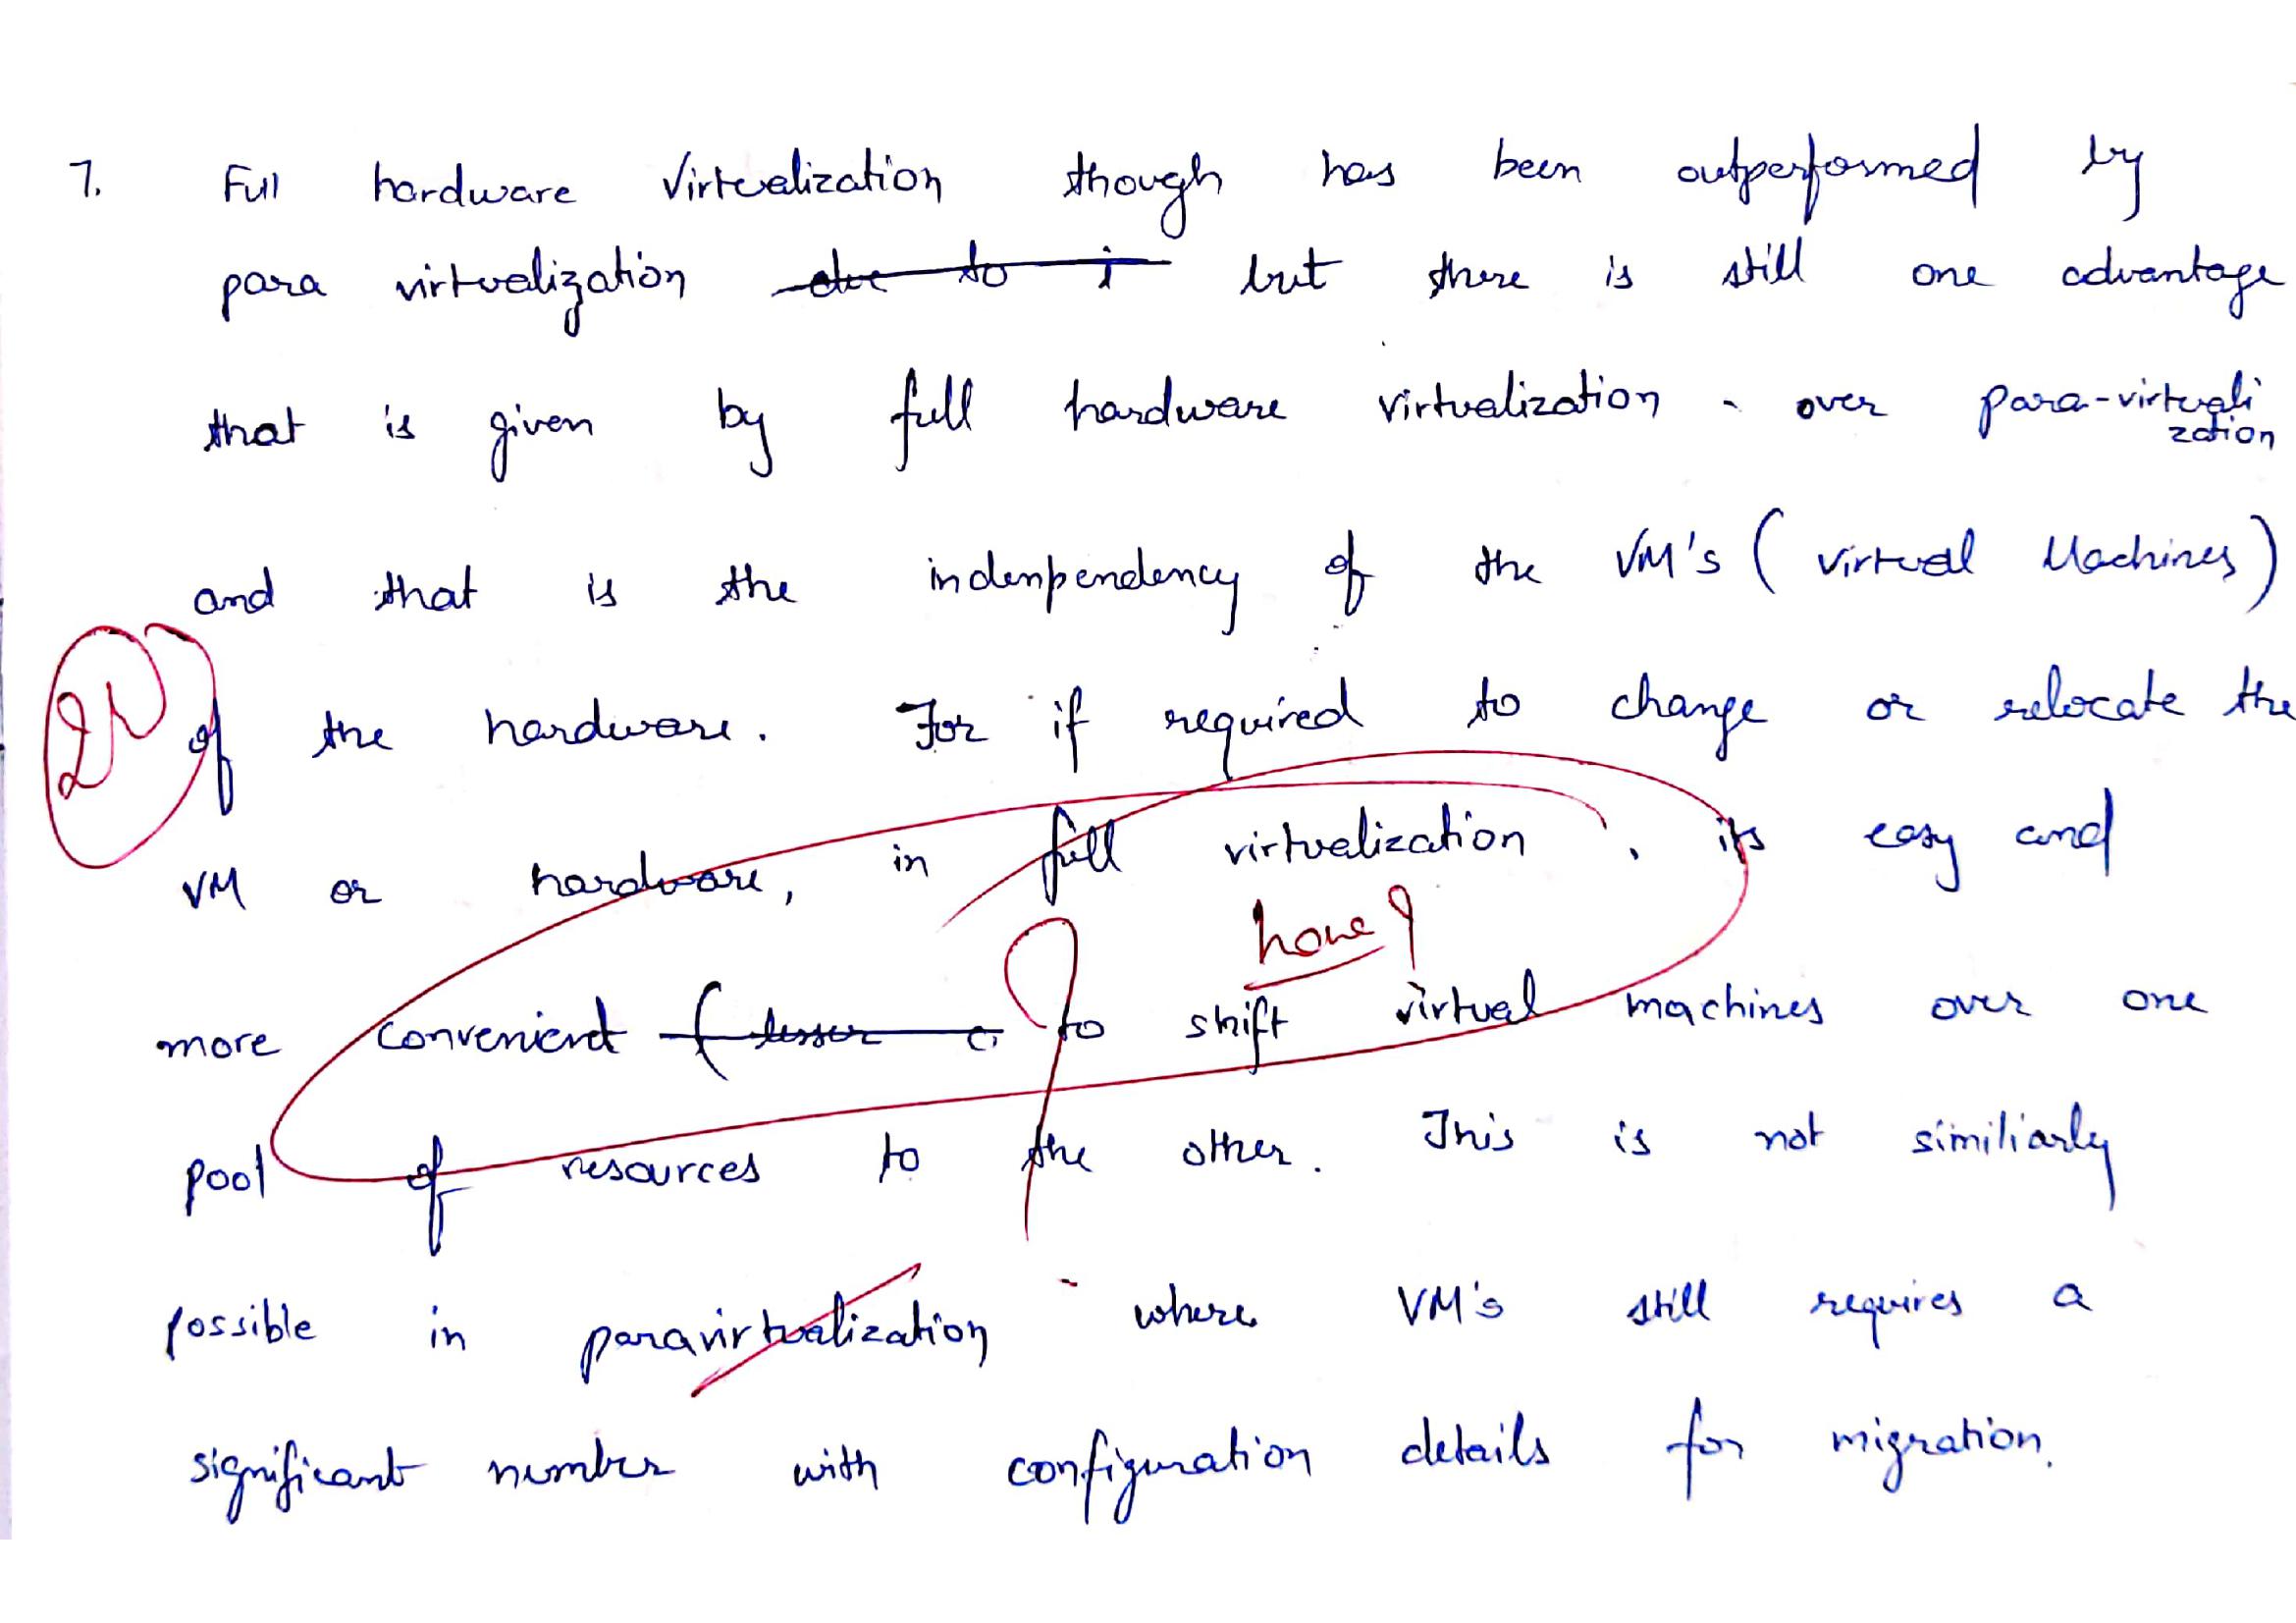 7. Full hardware Virtualization though has been outperformed by
para virtualization due to i but there is still one advantage
that is given by full hardware virtualization - over para-virtuali
zation
and that is the indenpendency of the VM's ( Virtual Machines)
of the hardware. For if required to change or relocate the
VM or hardware, in full virtualization, its easy and
how ?
more convenient ( lesser c to shift virtual machines over one
pool of resources to the other. This is not similiarly
possible in paravirtualization where VM's still requires a
significant number with configuration details for migration.